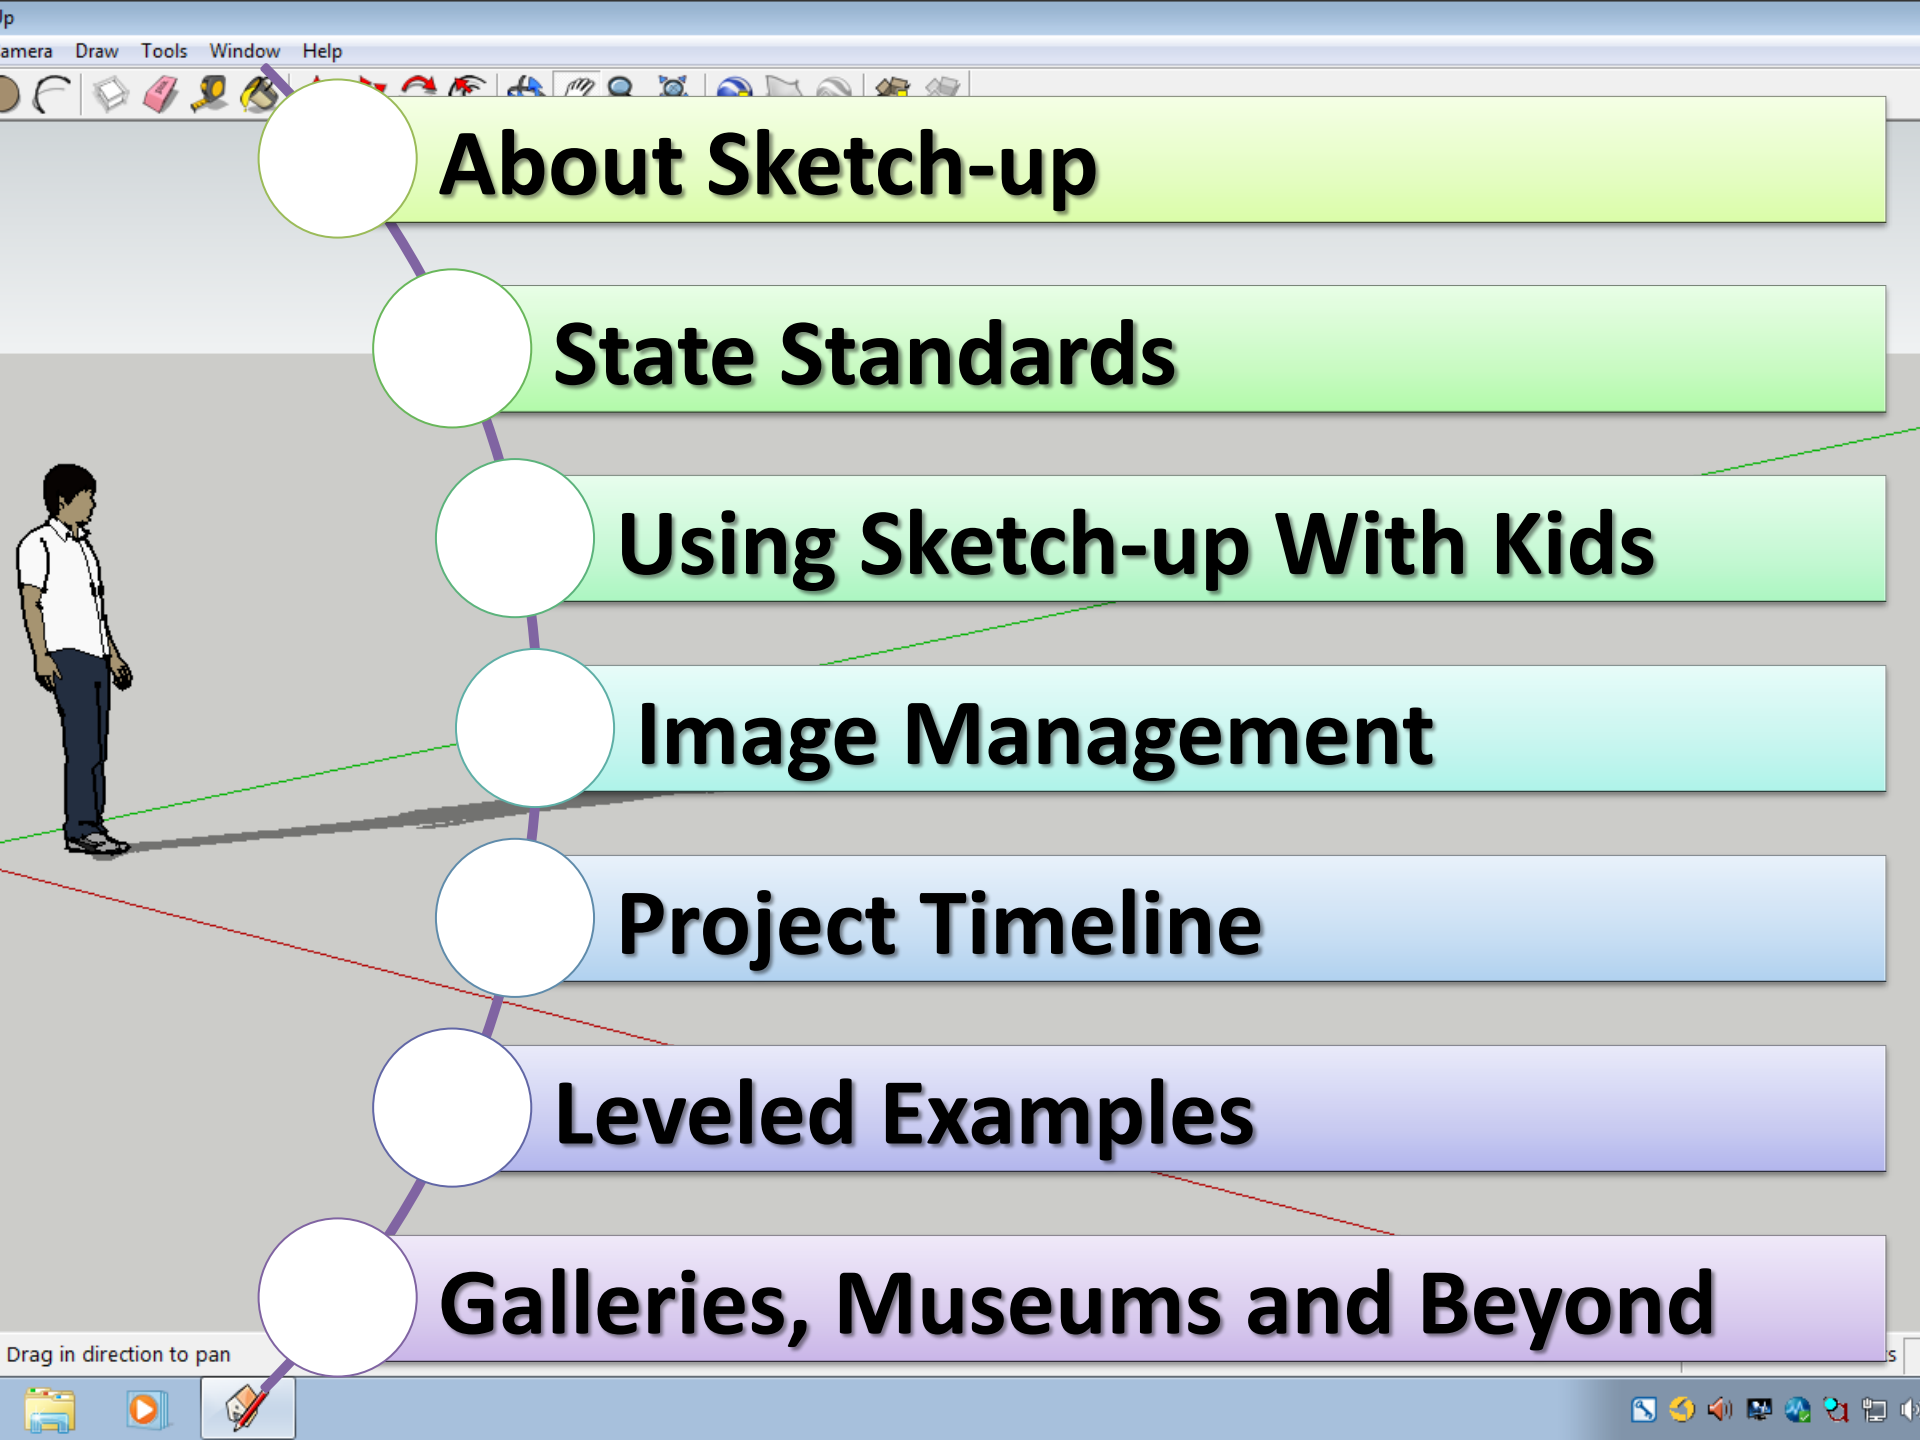 Up
amera Draw Tools Window Help
About Sketch-up
State Standards
Using Sketch-up With Kids
Image Management
Project Timeline
Leveled Examples
Galleries, Museums and Beyond
Drag in direction to pan